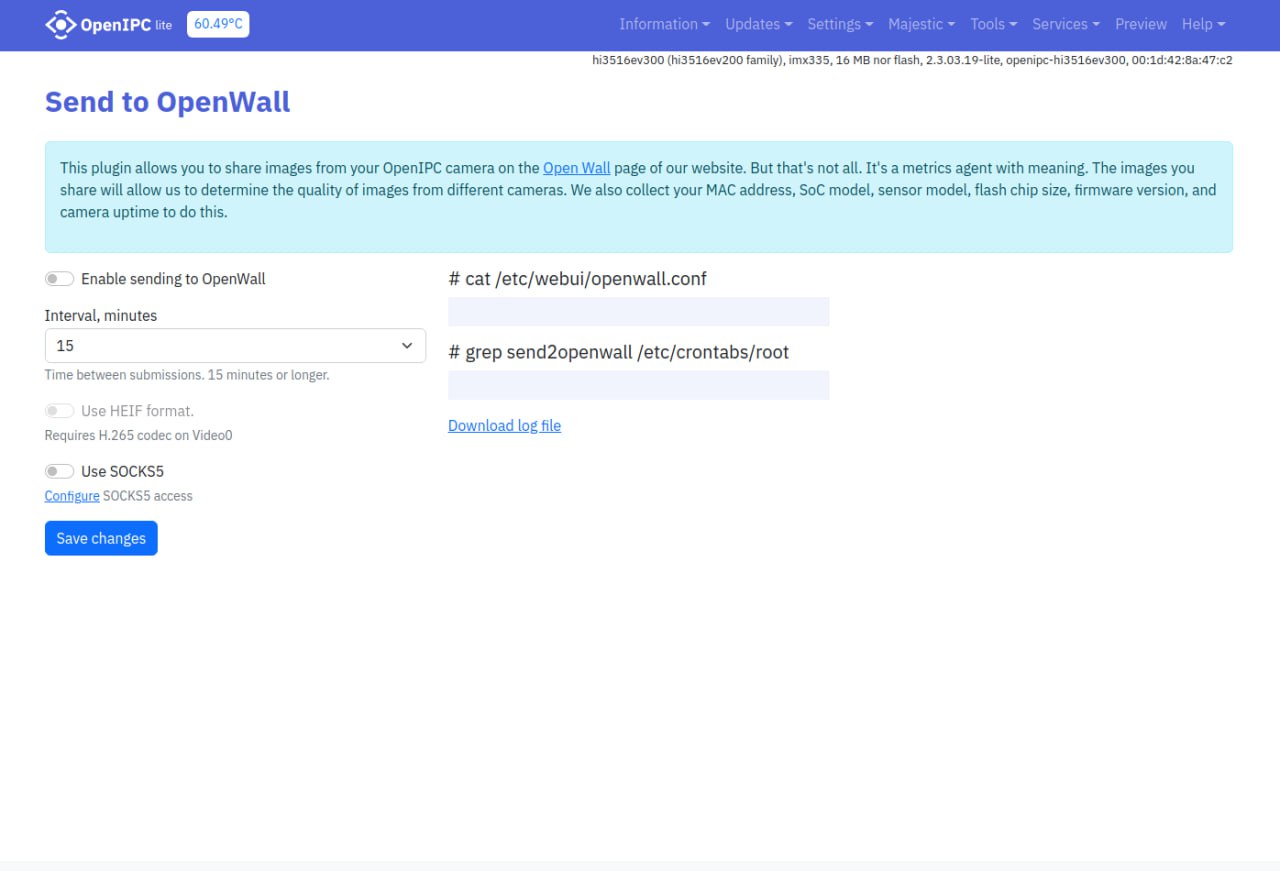 OpenIPC lite 60.49°C Information Updates Settings Majestic Tools Services Preview Help
hi3516ev300 (hi3516ev200 family), imx335, 16 MB nor flash, 2.3.03.19-lite, openipc-hi3516ev300, 00:1d:42:8a:47:c2
Send to OpenWall
This plugin allows you to share images from your OpenIPC camera on the Open Wall page of our website. But that's not all. It's a metrics agent with meaning. The images you
share will allow us to determine the quality of images from different cameras. We also collect your MAC address, SoC model, sensor model, flash chip size, firmware version, and
camera uptime to do this.
Enable sending to OpenWall
Interval, minutes
15
Time between submissions. 15 minutes or longer.
Use HEIF format.
Requires H.265 codec on Video0
Use SOCKS5
Configure SOCKS5 access
Save changes
# cat /etc/webui/openwall.conf
# grep send2openwall /etc/crontabs/root
Download log file